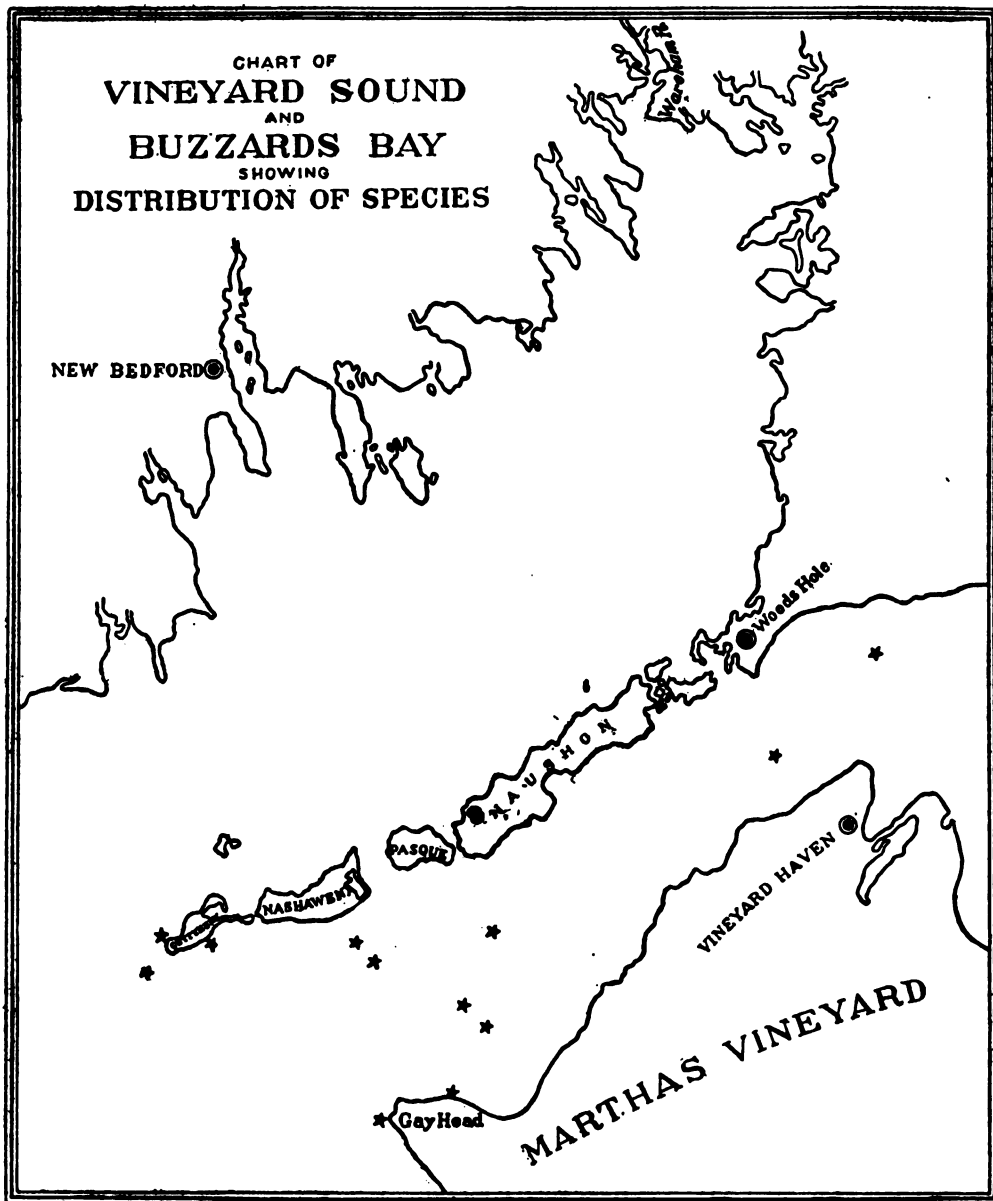 CHART OF
VINEYARD SOUND
AND
BUZZARDS BAY
SHOWING
DISTRIBUTION OF SPECIES
Wareham R.
NEW BEDFORD
Woods Hole
NAUSHON
PASQUE
NASHAWENA
VINEYARD HAVEN
MARTHAS VINEYARD
Gay Head